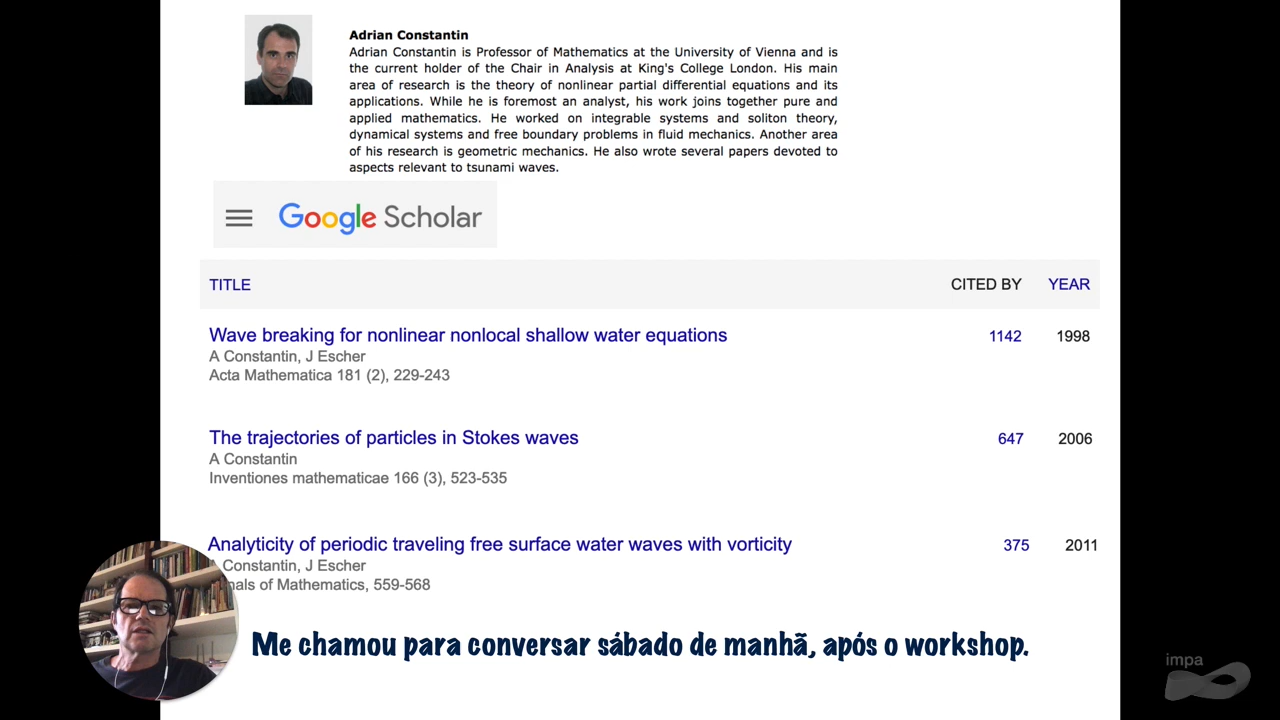 Adrian Constantin
Adrian Constantin is Professor of Mathematics at the University of Vienna and is
the current holder of the Chair in Analysis at King's College London. His main
area of research is the theory of nonlinear partial differential equations and its
applications. While he is foremost an analyst, his work joins together pure and
applied mathematics. He worked on integrable systems and soliton theory,
dynamical systems and free boundary problems in fluid mechanics. Another area
of his research is geometric mechanics. He also wrote several papers devoted to
aspects relevant to tsunami waves.
Google Scholar
TITLE CITED BY YEAR
Wave breaking for nonlinear nonlocal shallow water equations 1142 1998
A Constantin, J Escher
Acta Mathematica 181 (2), 229-243
The trajectories of particles in Stokes waves 647 2006
A Constantin
Inventiones mathematicae 166 (3), 523-535
Analyticity of periodic traveling free surface water waves with vorticity 375 2011
Constantin, J Escher
of Mathematics, 559-568
Me chamou para conversar sábado de manhã, após o workshop.
impa